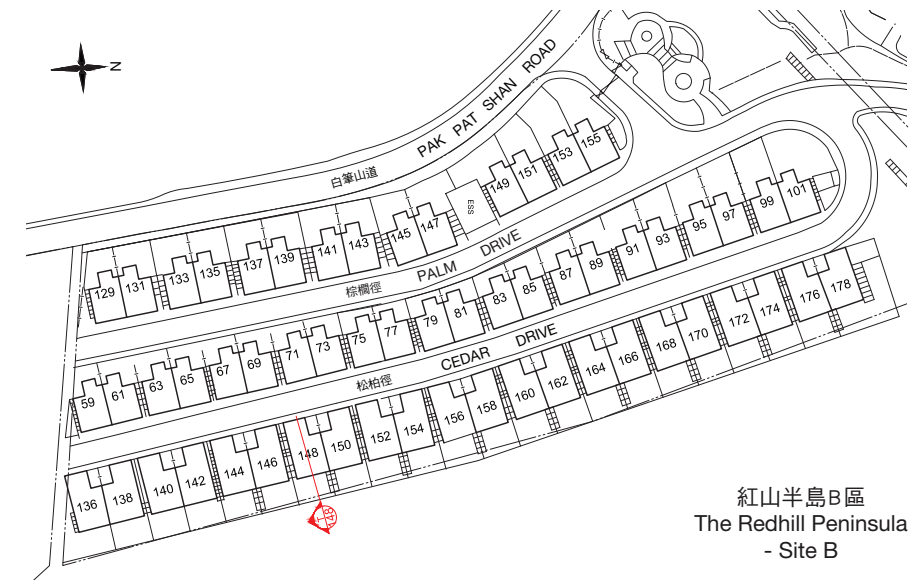 N
PAK PAT SHAN ROAD
白筆山道
129 131 133 135 137 139 141 143 145 147 ESS 149 151 153 155
棕櫚徑 PALM DRIVE
59 61 63 65 67 69 71 73 75 77 79 81 83 85 87 89 91 93 95 97 99 101
松柏徑 CEDAR DRIVE
136 138 140 142 144 146 148 150 152 154 156 158 160 162 164 166 168 170 172 174 176 178
紅山半島B區
The Redhill Peninsula
- Site B